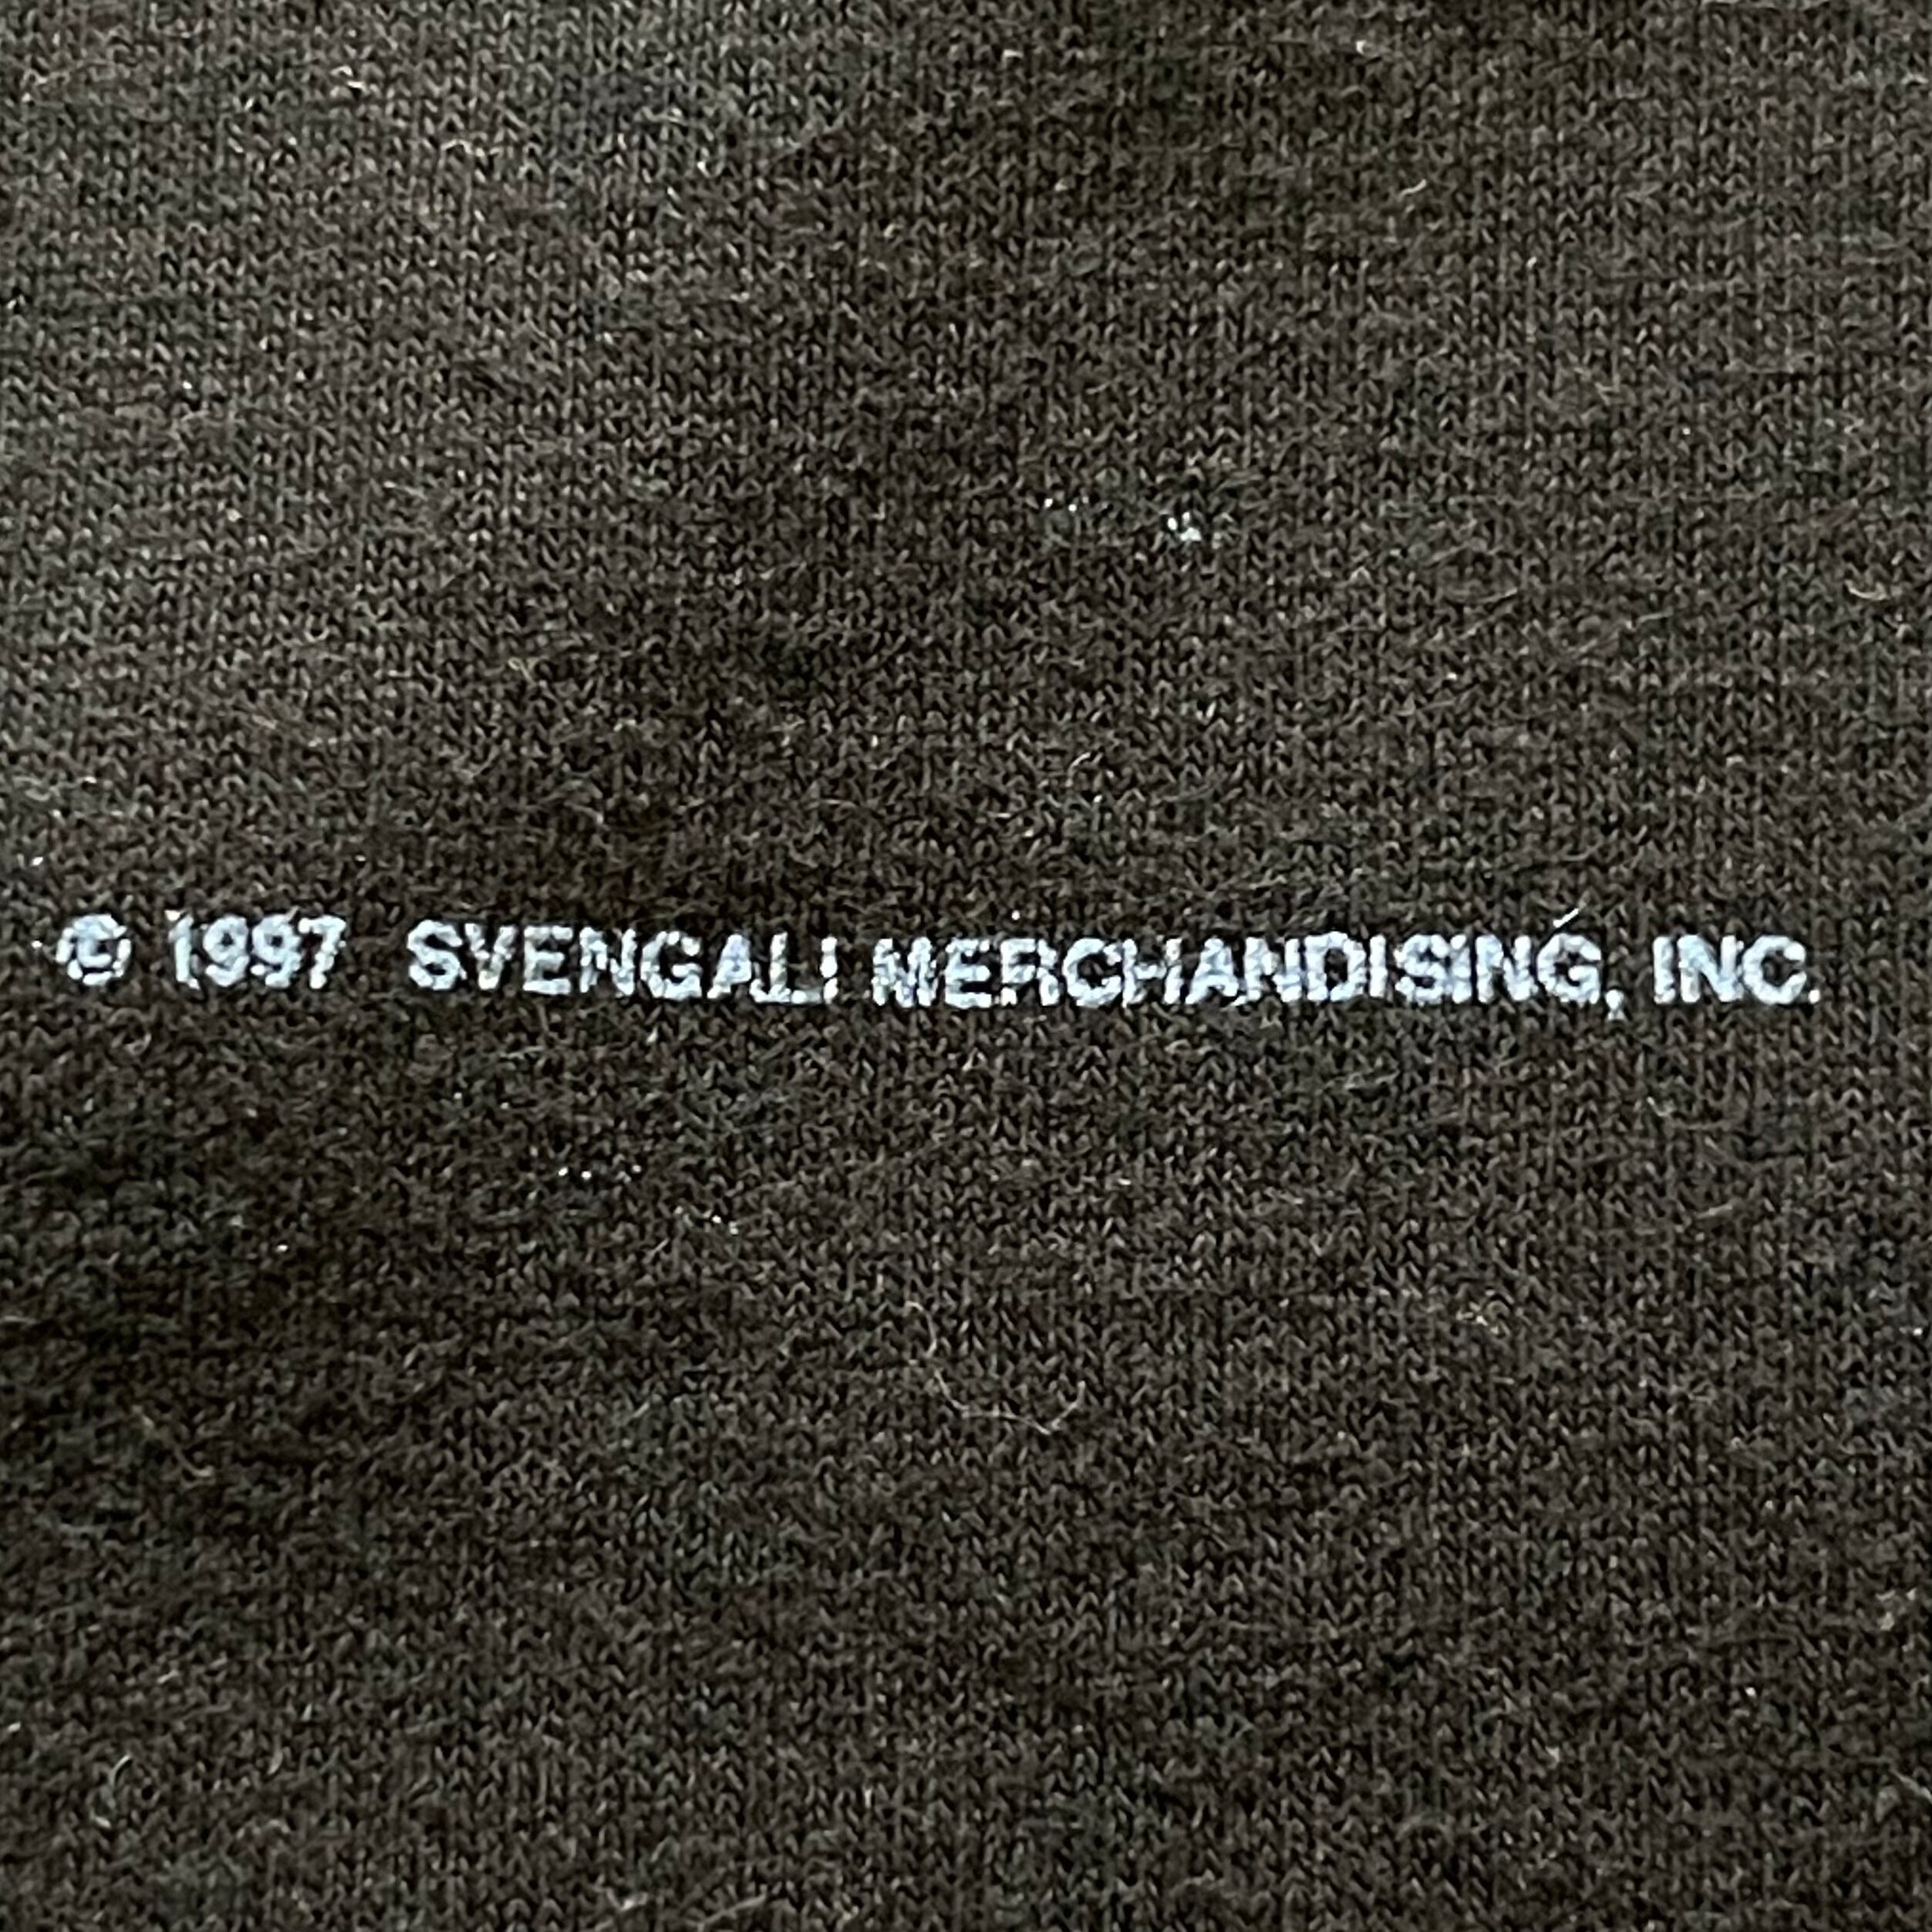 © 1997 SVENGALI MERCHANDISING, INC.